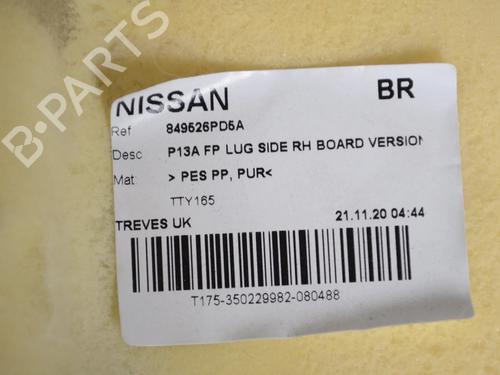 B-PARTS
NISSAN BR
Ref 849526PD5A
Desc P13A FP LUG SIDE RH BOARD VERSION
Mat > PES PP, PUR<
TTY165
TREVES UK 21.11.20 04:44
T175-350229982-080488